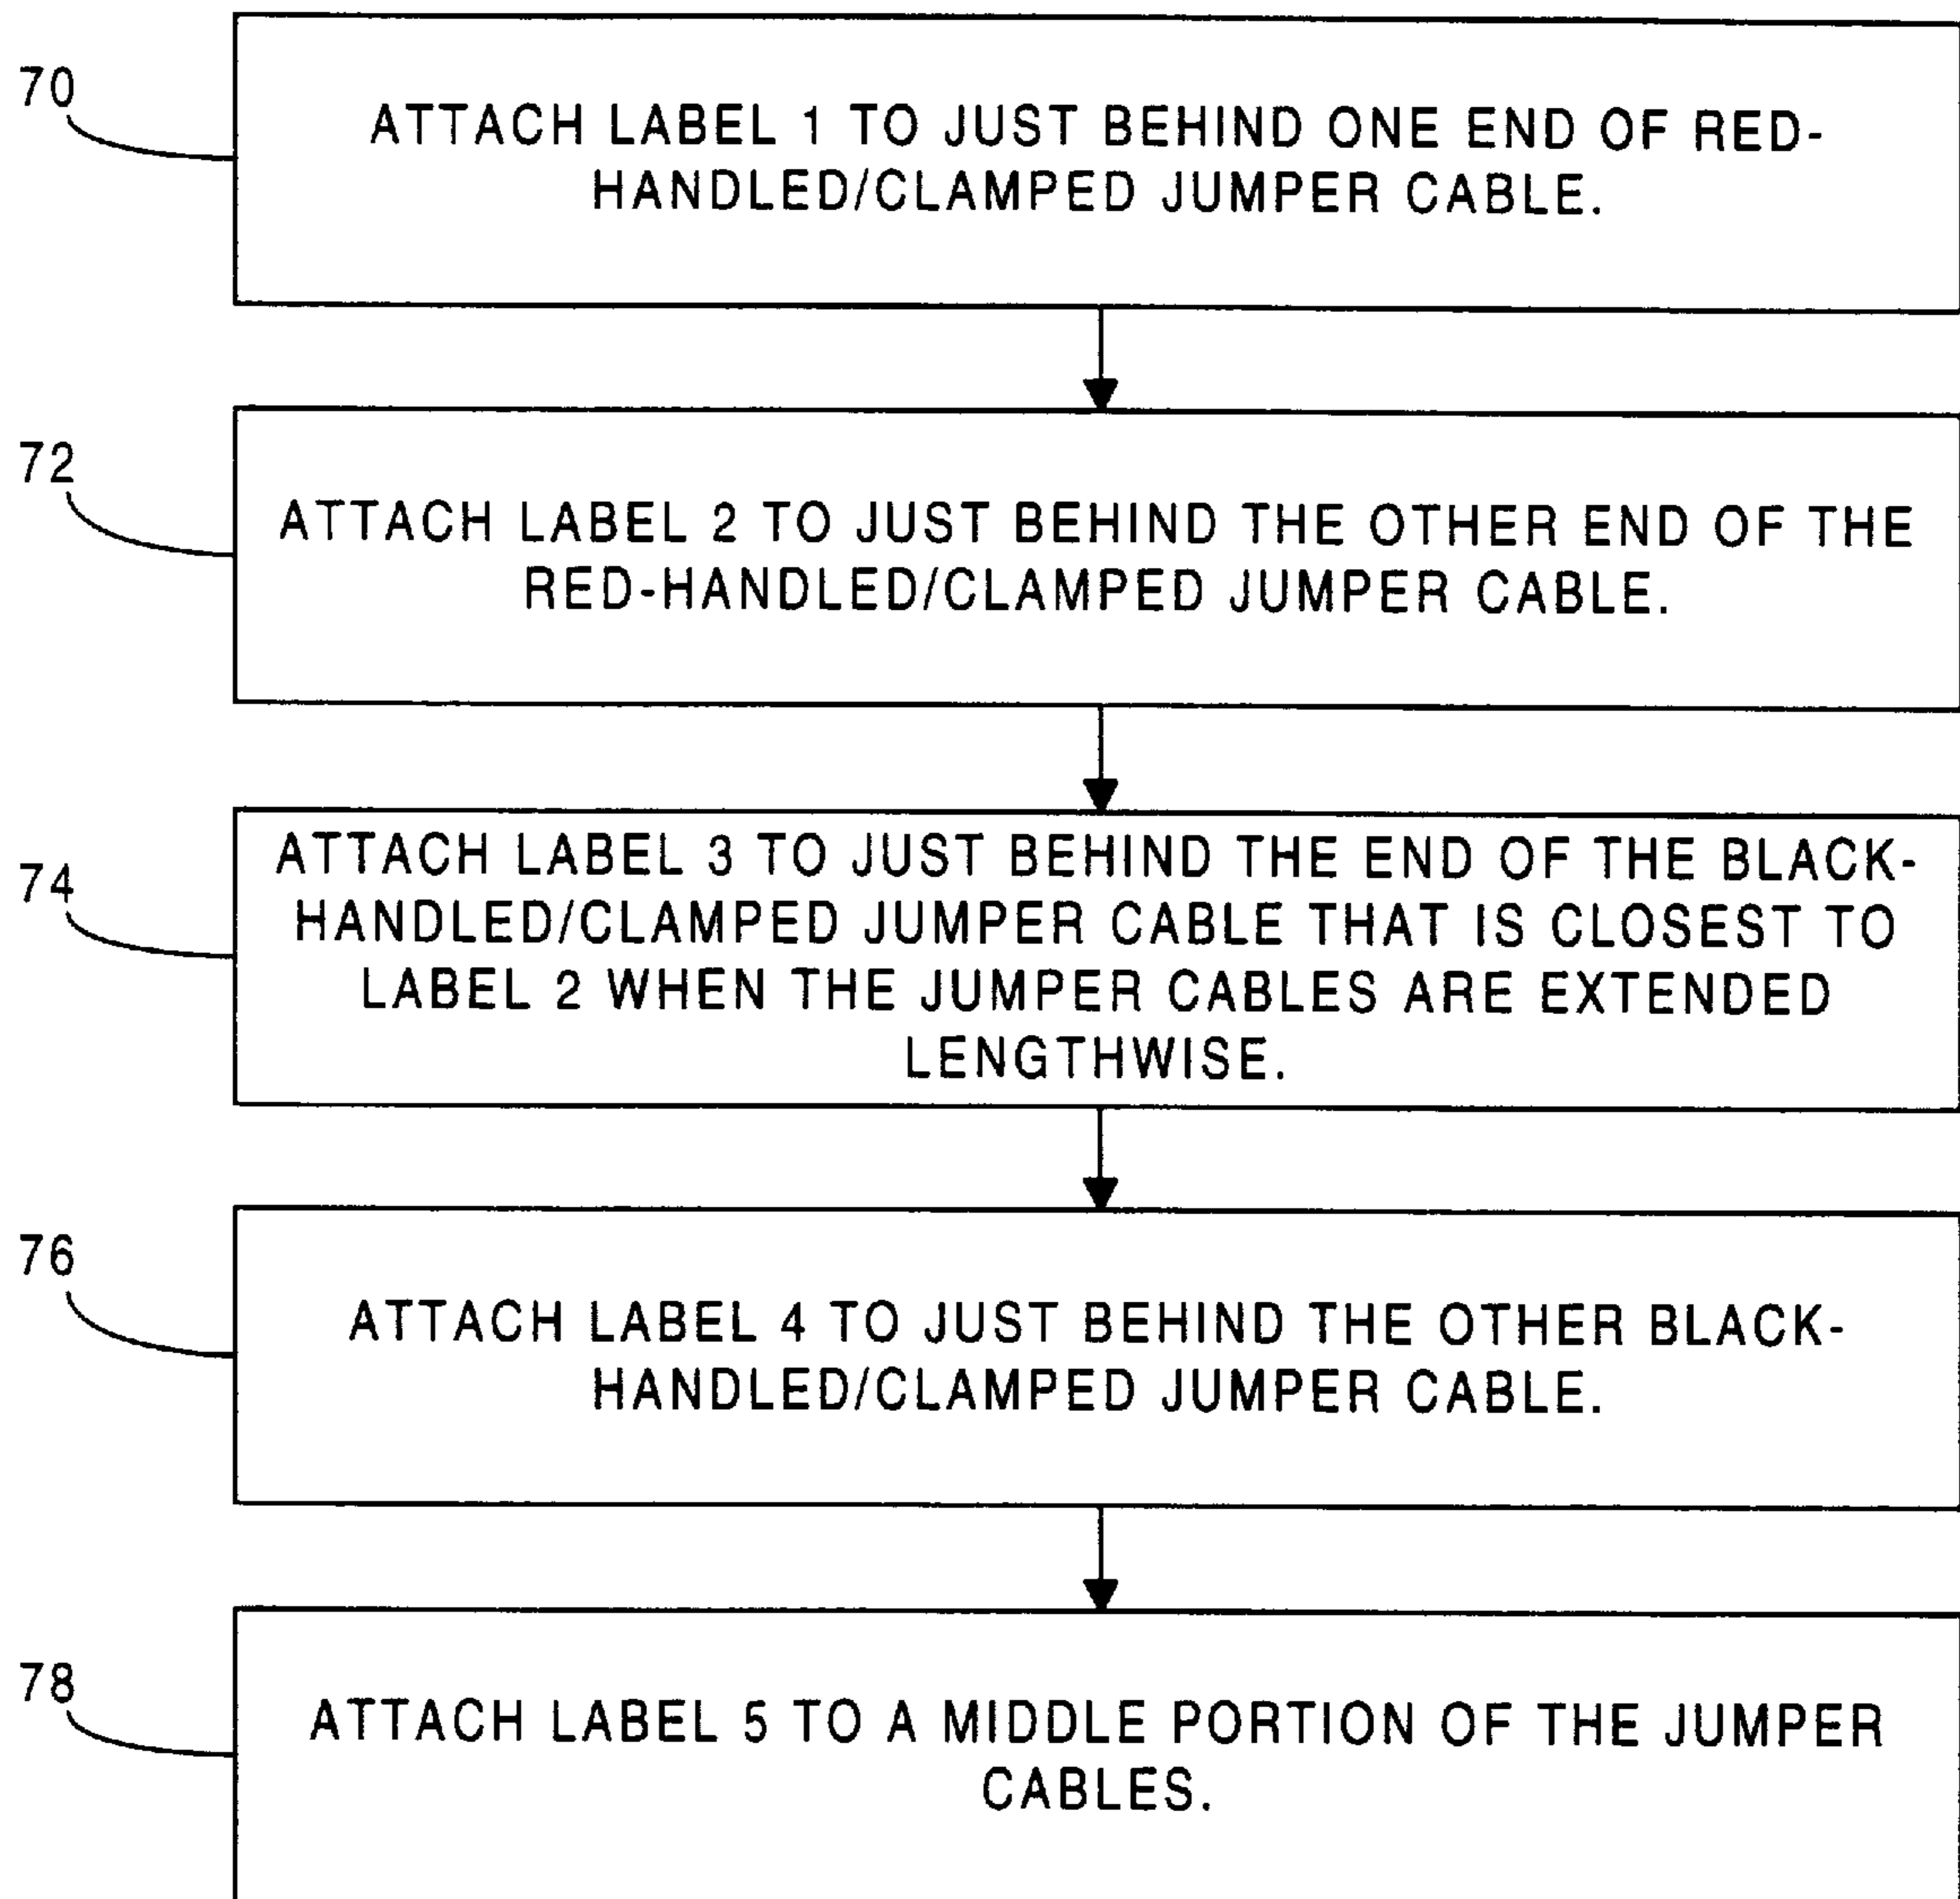 70
ATTACH LABEL 1 TO JUST BEHIND ONE END OF RED-
HANDLED/CLAMPED JUMPER CABLE.
72
ATTACH LABEL 2 TO JUST BEHIND THE OTHER END OF THE
RED-HANDLED/CLAMPED JUMPER CABLE.
74
ATTACH LABEL 3 TO JUST BEHIND THE END OF THE BLACK-
HANDLED/CLAMPED JUMPER CABLE THAT IS CLOSEST TO
LABEL 2 WHEN THE JUMPER CABLES ARE EXTENDED
LENGTHWISE.
76
ATTACH LABEL 4 TO JUST BEHIND THE OTHER BLACK-
HANDLED/CLAMPED JUMPER CABLE.
78
ATTACH LABEL 5 TO A MIDDLE PORTION OF THE JUMPER
CABLES.